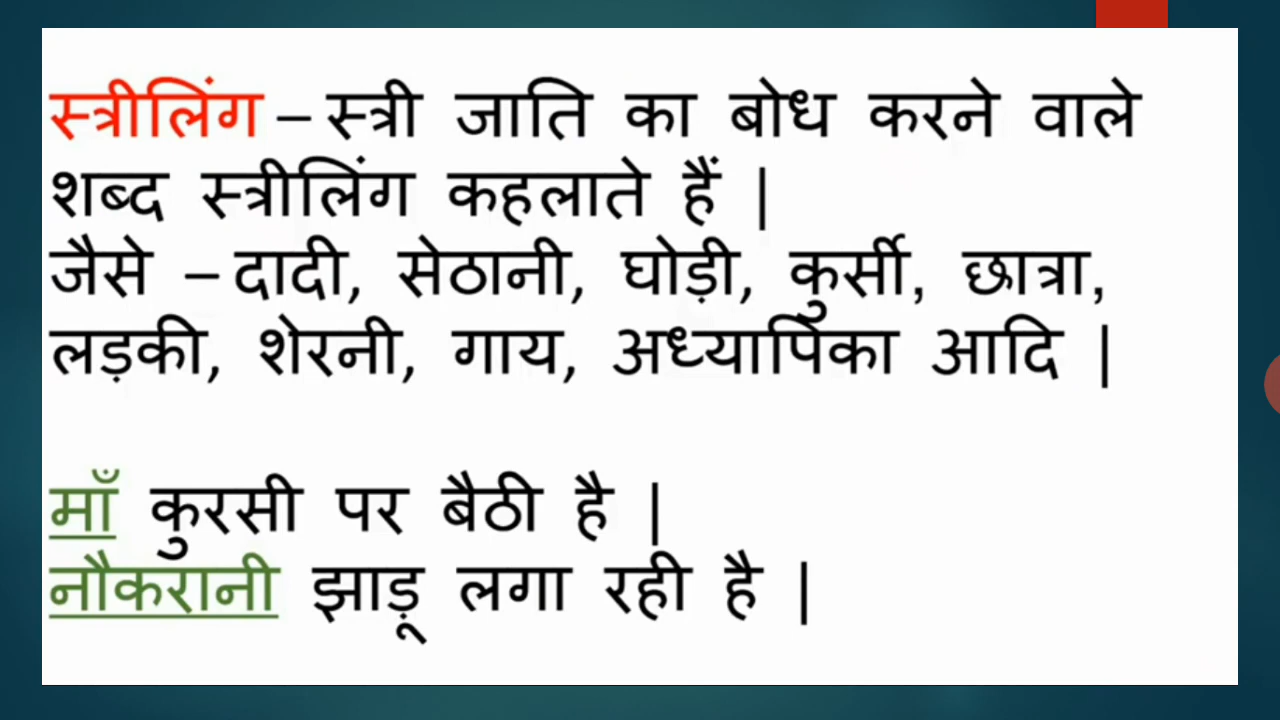 स्त्रीलिंग – स्त्री जाति का बोध करने वाले
शब्द स्त्रीलिंग कहलाते हैं |
जैसे – दादी, सेठानी, घोड़ी, कुर्सी, छात्रा,
लड़की, शेरनी, गाय, अध्यापिका आदि |
माँ कुरसी पर बैठी है |
नौकरानी झाड़ू लगा रही है |